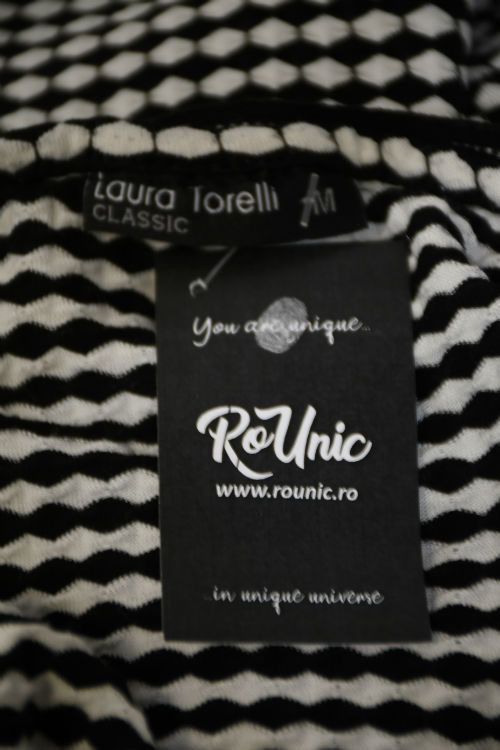 Laura Torelli M
CLASSIC
You are unique...
RoUnic
www.rounic.ro
...in unique universe